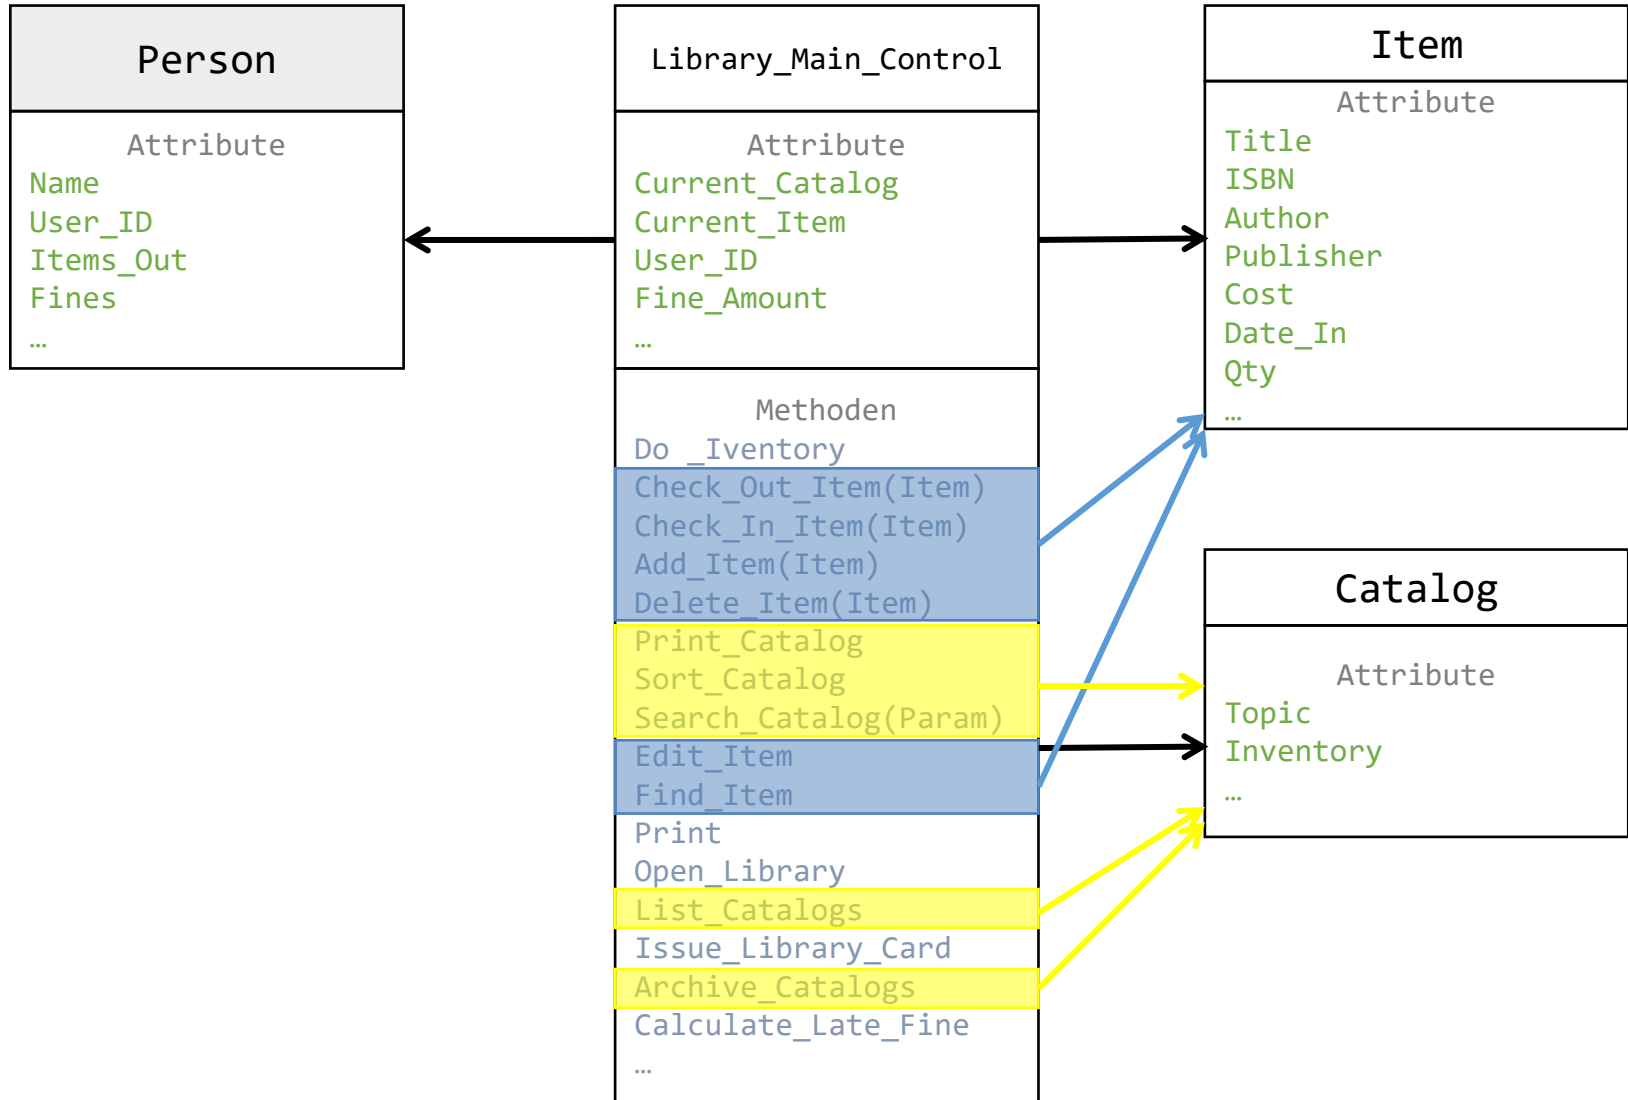 Person
Attribute
Name
User_ID
Items_Out
Fines
…
Library_Main_Control
Attribute
Current_Catalog
Current_Item
User_ID
Fine_Amount
…
Methoden
Do _Iventory
Check_Out_Item(Item)
Check_In_Item(Item)
Add_Item(Item)
Delete_Item(Item)
Print_Catalog
Sort_Catalog
Search_Catalog(Param)
Edit_Item
Find_Item
Print
Open_Library
List_Catalogs
Issue_Library_Card
Archive_Catalogs
Calculate_Late_Fine
…
Item
Attribute
Title
ISBN
Author
Publisher
Cost
Date_In
Qty
…
Catalog
Attribute
Topic
Inventory
…